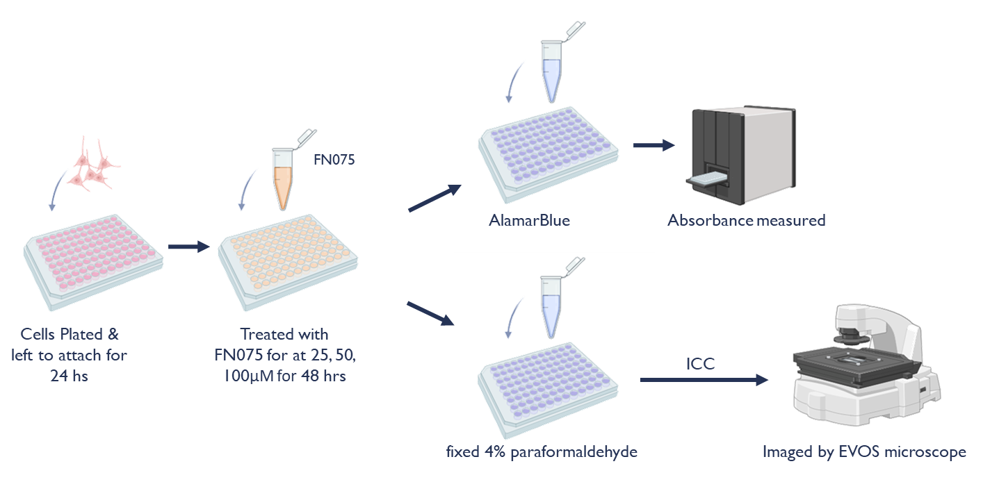 FN075
Cells Plated &
left to attach for
24 hs
Treated with
FN075 for at 25, 50,
100µM for 48 hrs
AlamarBlue
Absorbance measured
fixed 4% paraformaldehyde
ICC
Imaged by EVOS microscope